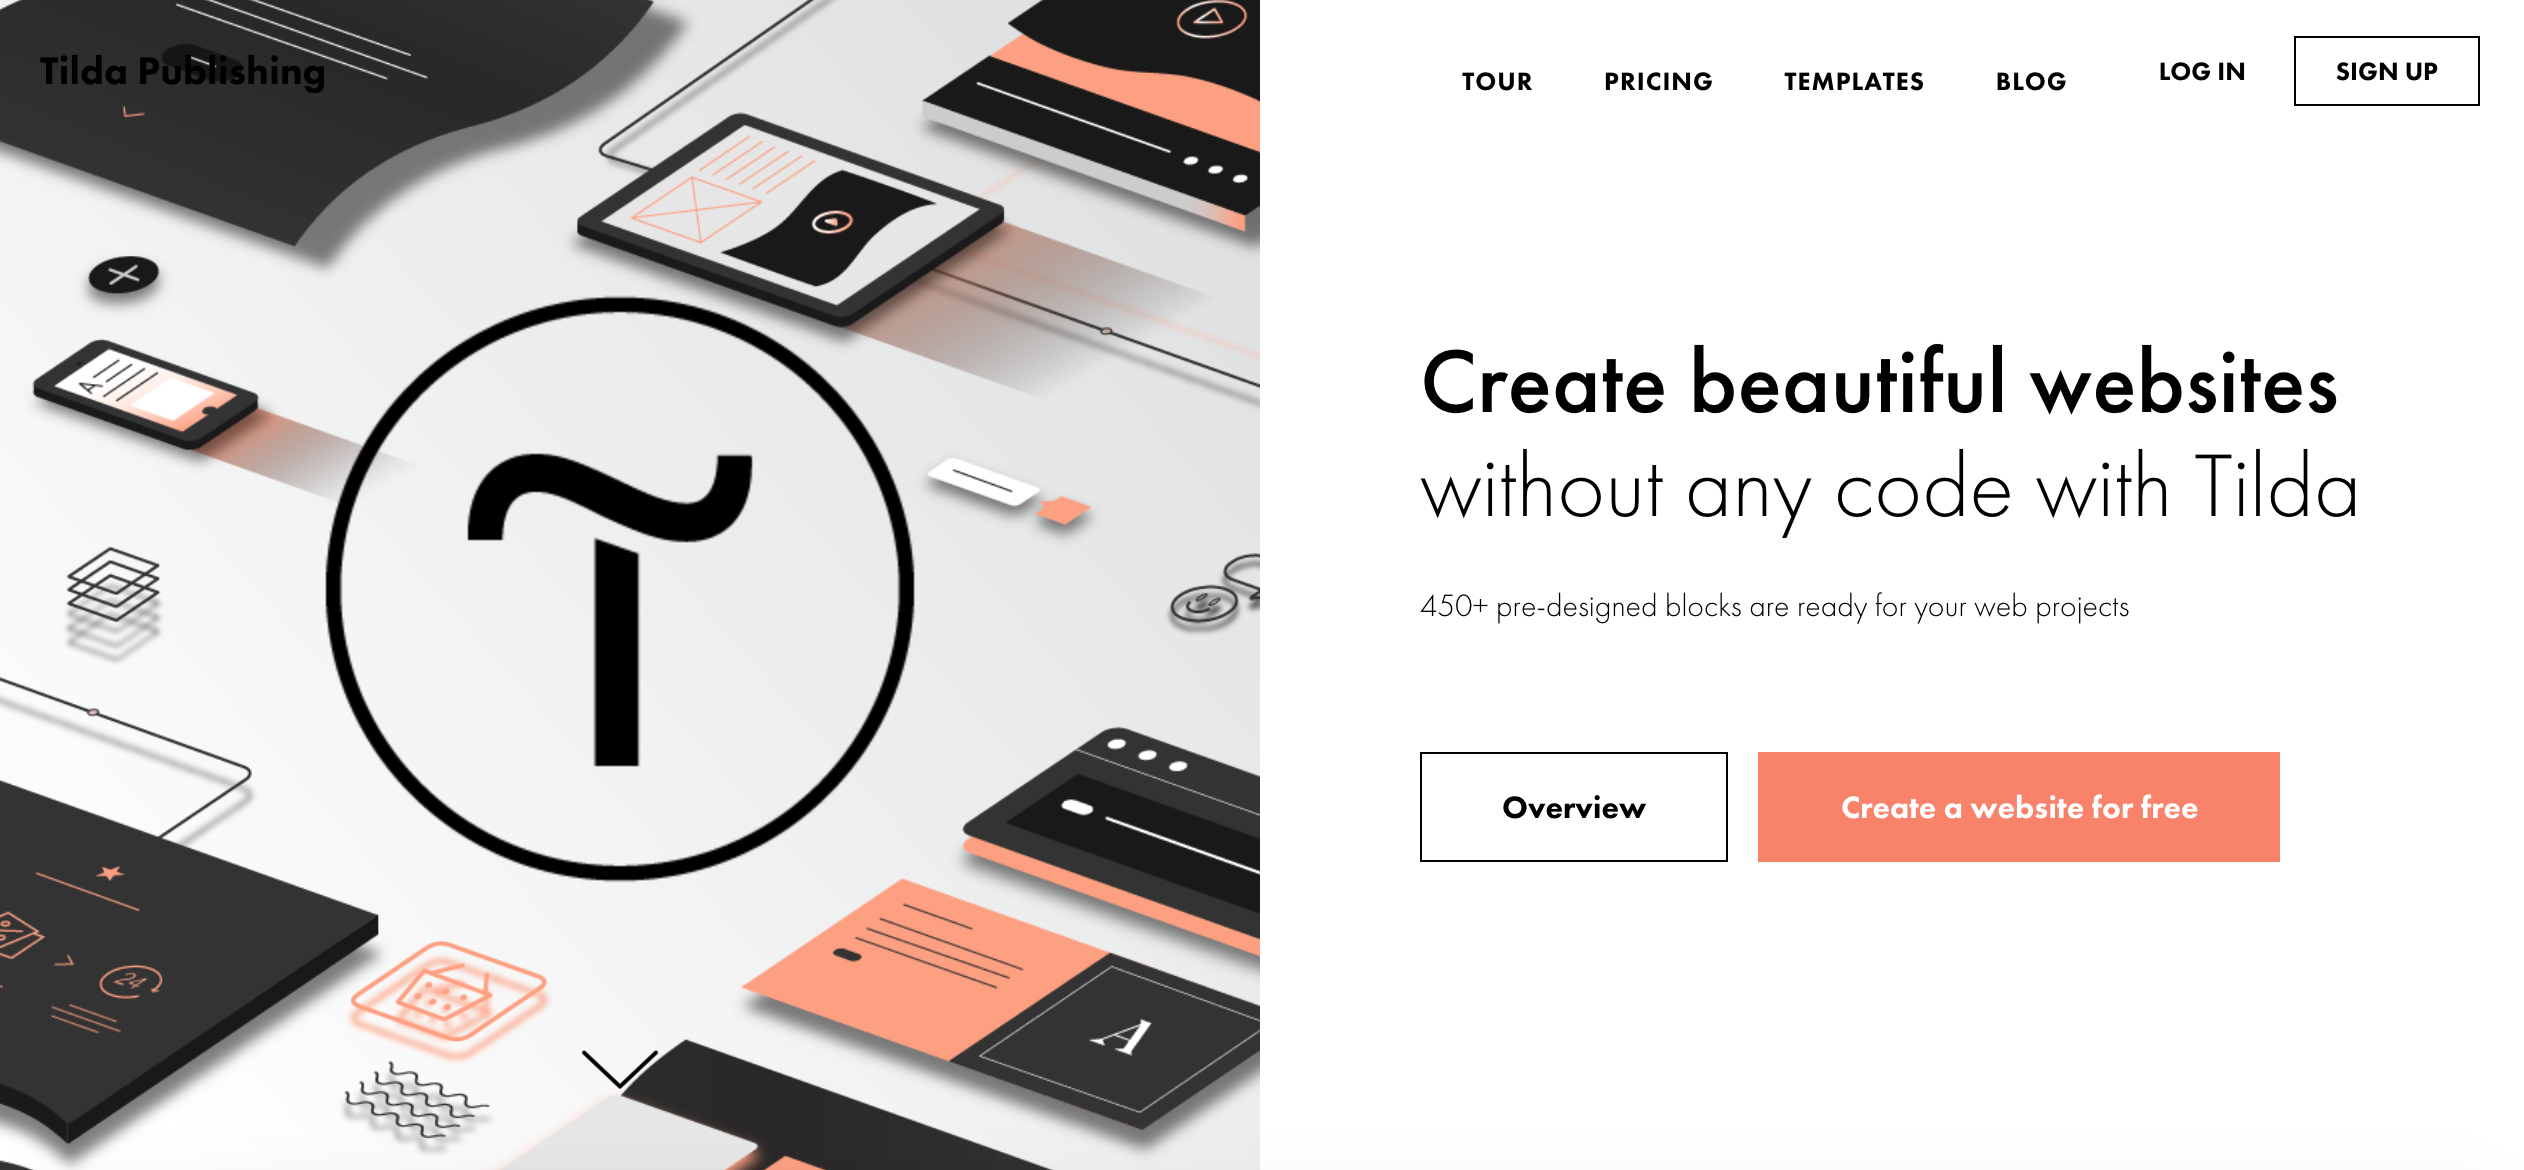 Tilda Publishing
TOUR
PRICING
TEMPLATES
BLOG
LOG IN
SIGN UP
A
24
%
A
Create beautiful websites
without any code with Tilda
450+ pre-designed blocks are ready for your web projects
Overview
Create a website for free